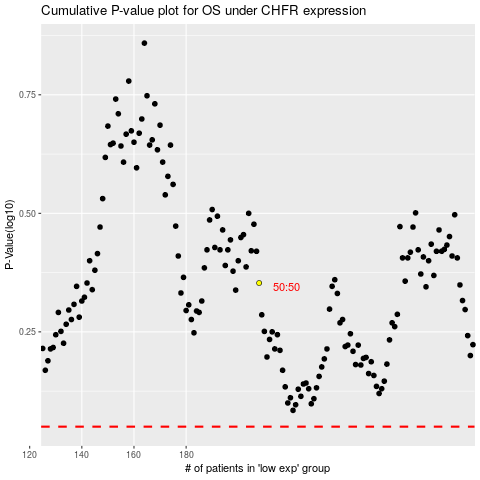 Cumulative P-value plot for OS under CHFR expression
P-Value(log10)
0.75
0.50
0.25
50:50
120 140 160 180
# of patients in 'low exp' group